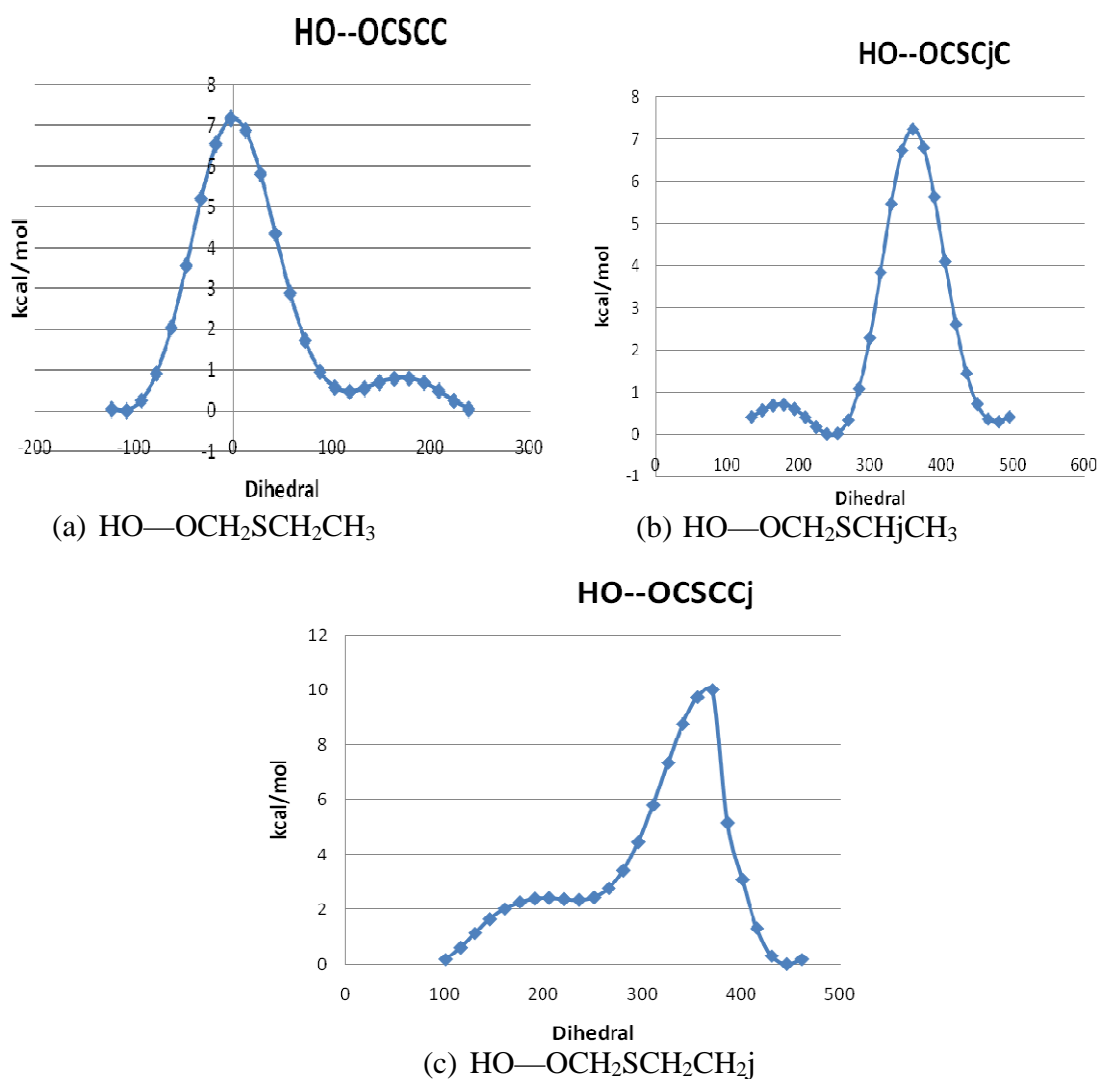 HO--OCSCC
8
7
6
5
4
3
2
1
0
-1
-200 -100 0 100 200 300
kcal/mol
Dihedral
(a) HO—OCH₂SCH₂CH₃
HO--OCSCjC
8
7
6
5
4
3
2
1
0
-1
0 100 200 300 400 500 600
kcal/mol
Dihedral
(b) HO—OCH₂SCHjCH₃
HO--OCSCCj
12
10
8
6
4
2
0
0 100 200 300 400 500
kcal/mol
Dihedral
(c) HO—OCH₂SCH₂CH₂j